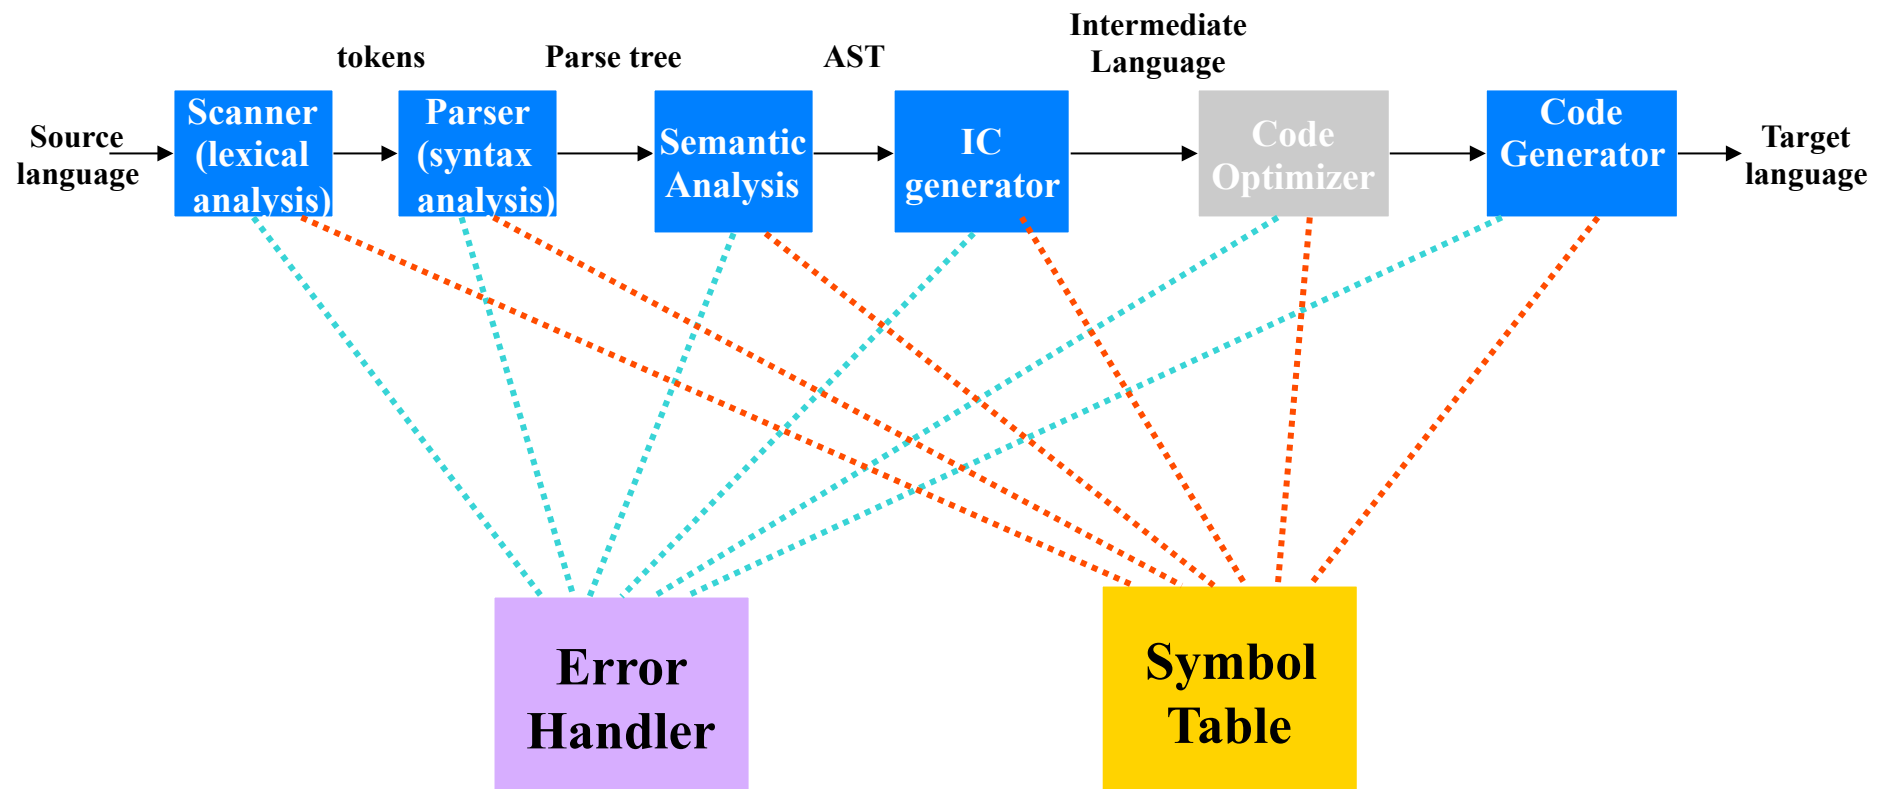 Intermediate
Language
tokens
Parse tree
AST
Source
language
Scanner
(lexical
analysis)
Parser
(syntax
analysis)
Semantic
Analysis
IC
generator
Code
Optimizer
Code
Generator
Target
language
Error
Handler
Symbol
Table